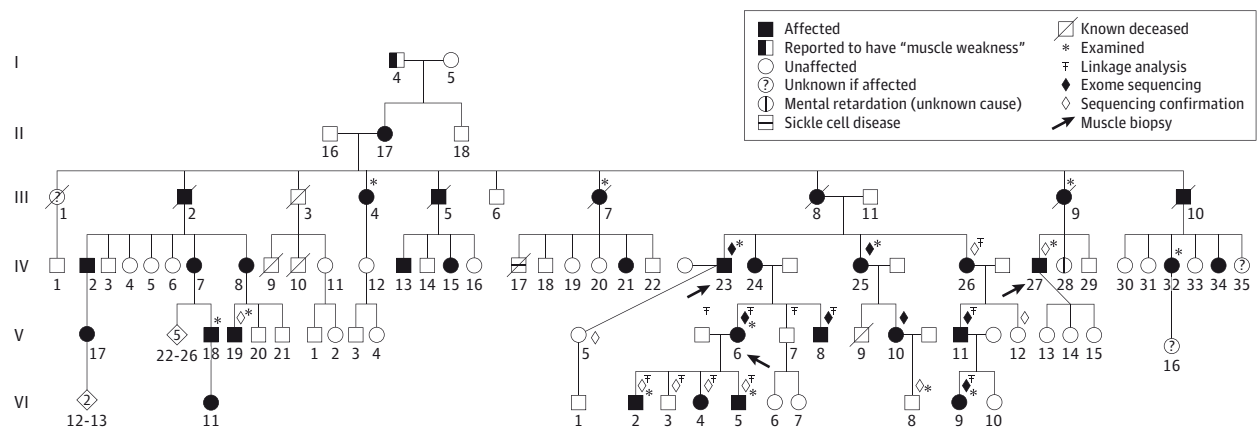 Affected
Reported to have "muscle weakness"
Unaffected
? Unknown if affected
Mental retardation (unknown cause)
Sickle cell disease
Known deceased
* Examined
Ŧ Linkage analysis
Exome sequencing
Sequencing confirmation
Muscle biopsy
I
4 5
II
16 17 18
* * *
III ?
1 2 3 4 5 6 7 8 11 9 10
* * Ŧ * *
IV ?
1 2 3 4 5 6 7 8 9 10 11 12 13 14 15 16 17 18 19 20 21 22 23 24 25 26 27 28 29 30 31 32 33 34 35
* * Ŧ Ŧ * Ŧ Ŧ Ŧ
V 5 ?
17 22-26 18 19 20 21 1 2 3 4 5 6 7 8 9 10 11 12 13 14 15 16
Ŧ * Ŧ Ŧ Ŧ * * Ŧ *
VI 2
12-13 11 1 2 3 4 5 6 7 8 9 10